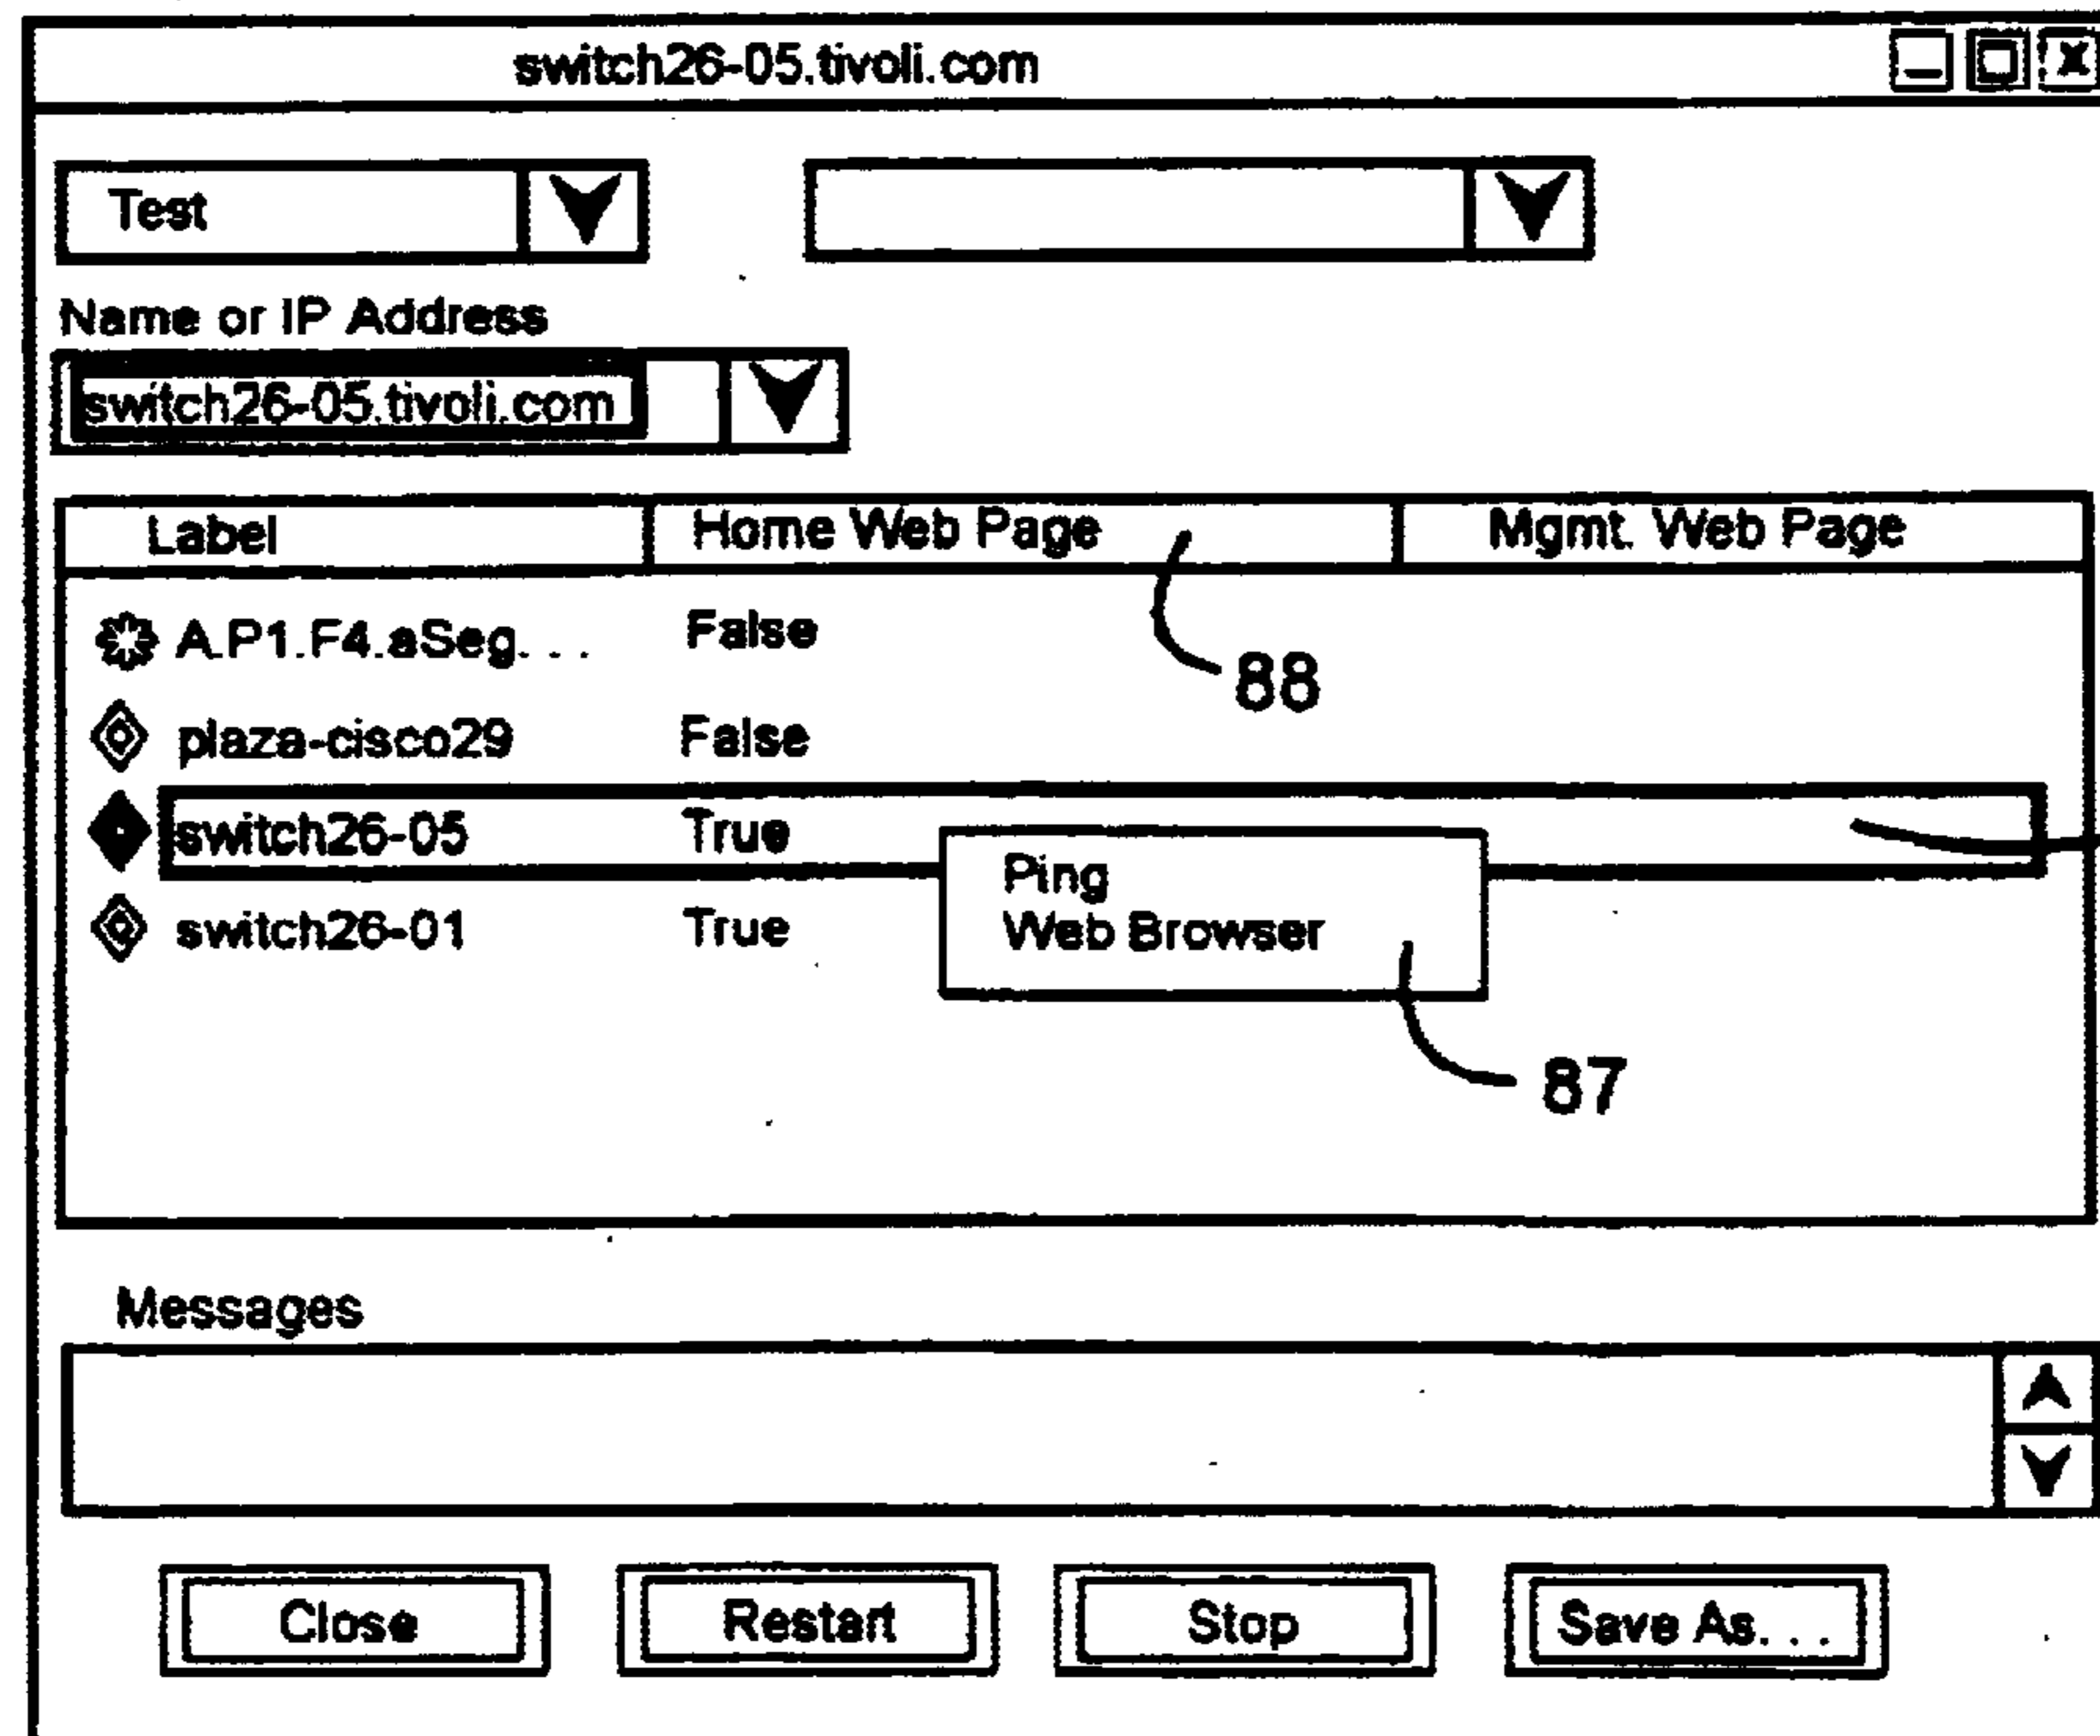 switch26-05.tivoli.com
Test
Name or IP Address
switch26-05.tivoli.com
Label Home Web Page Mgmt. Web Page
A.P1.F4.aSeg. . . False
88
plaza-cisco29 False
switch26-05 True
Ping
switch26-01 True Web Browser
87
Messages
Close Restart Stop Save As. . .